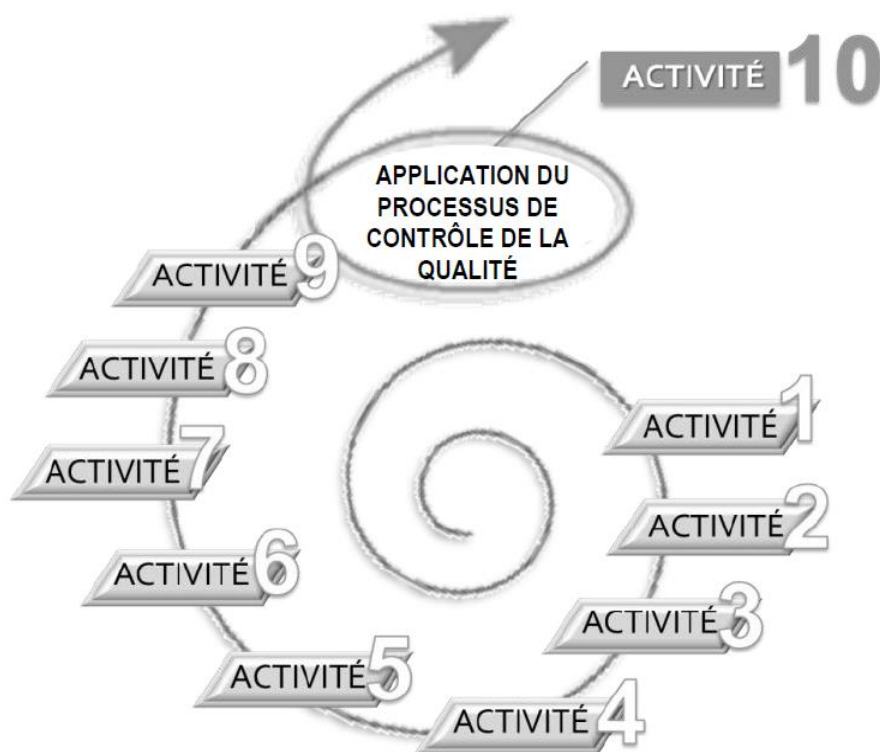 ACTIVITÉ 10
APPLICATION DU
PROCESSUS DE
CONTRÔLE DE LA
QUALITÉ
ACTIVITÉ 9
ACTIVITÉ 8
ACTIVITÉ 7
ACTIVITÉ 6
ACTIVITÉ 5
ACTIVITÉ 4
ACTIVITÉ 3
ACTIVITÉ 2
ACTIVITÉ 1